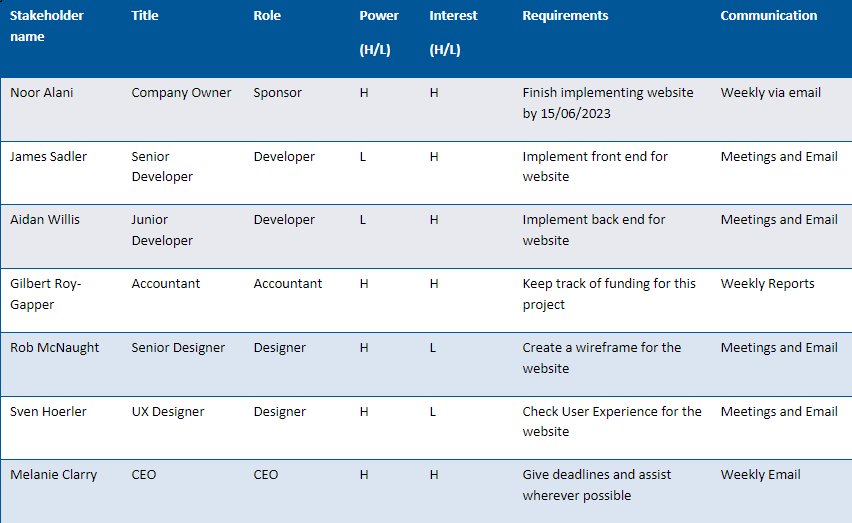 Stakeholder name Title Role Power (H/L) Interest (H/L) Requirements Communication
Noor Alani Company Owner Sponsor H H Finish implementing website by 15/06/2023 Weekly via email
James Sadler Senior Developer Developer L H Implement front end for website Meetings and Email
Aidan Willis Junior Developer Developer L H Implement back end for website Meetings and Email
Gilbert Roy-Gapper Accountant Accountant H H Keep track of funding for this project Weekly Reports
Rob McNaught Senior Designer Designer H L Create a wireframe for the website Meetings and Email
Sven Hoerler UX Designer Designer H L Check User Experience for the website Meetings and Email
Melanie Clarry CEO CEO H H Give deadlines and assist wherever possible Weekly Email